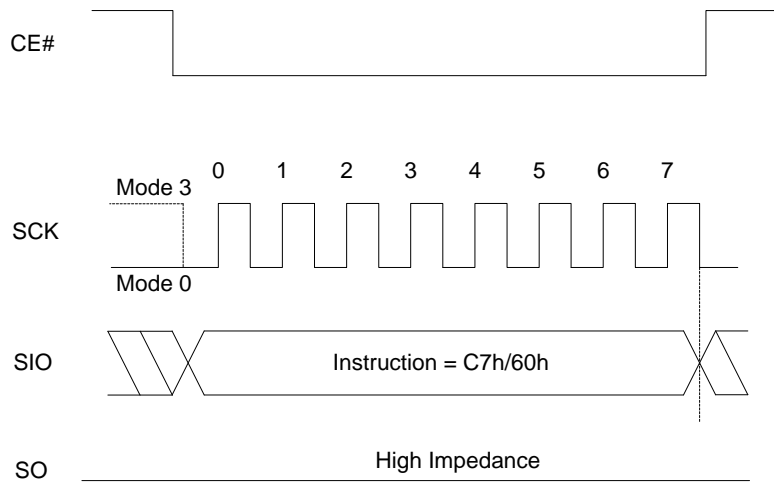 CE#
0 1 2 3 4 5 6 7
Mode 3
SCK
Mode 0
SIO
Instruction = C7h/60h
SO
High Impedance